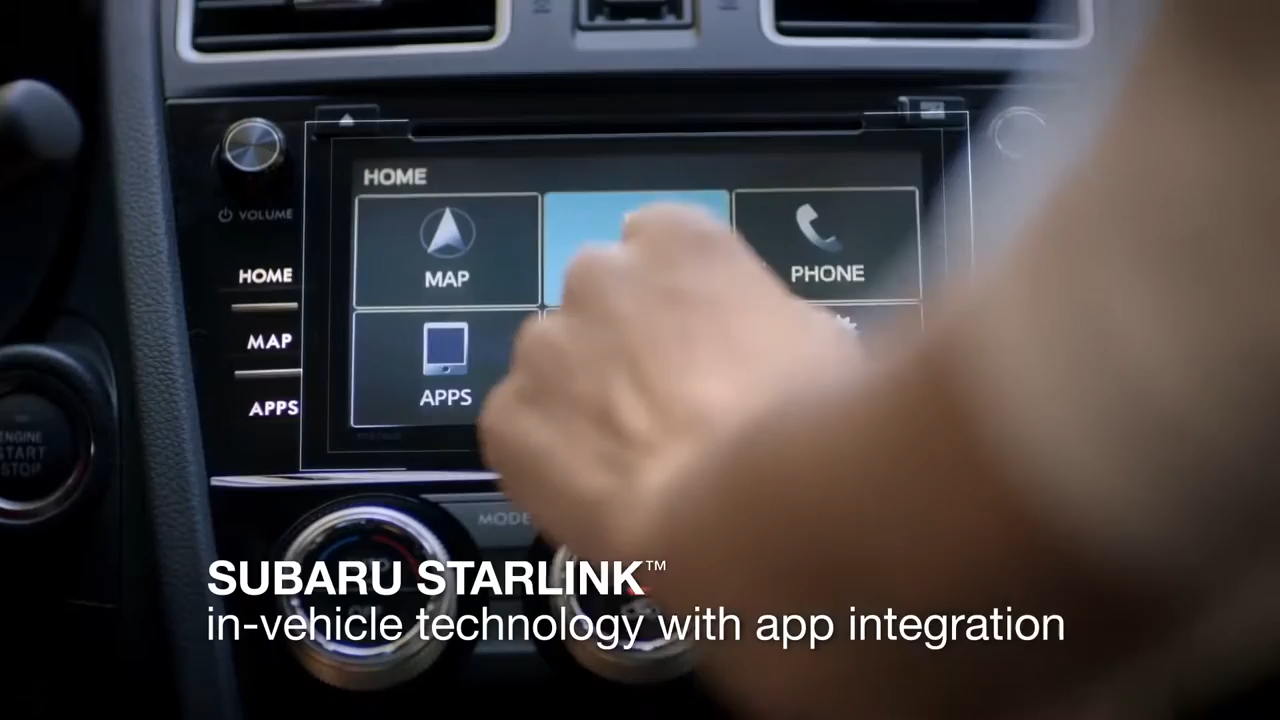 HOME
VOLUME
MAP
PHONE
HOME
MAP
APPS
APPS
ENGINE
START
STOP
MODE
SUBARU STARLINK™
in-vehicle technology with app integration